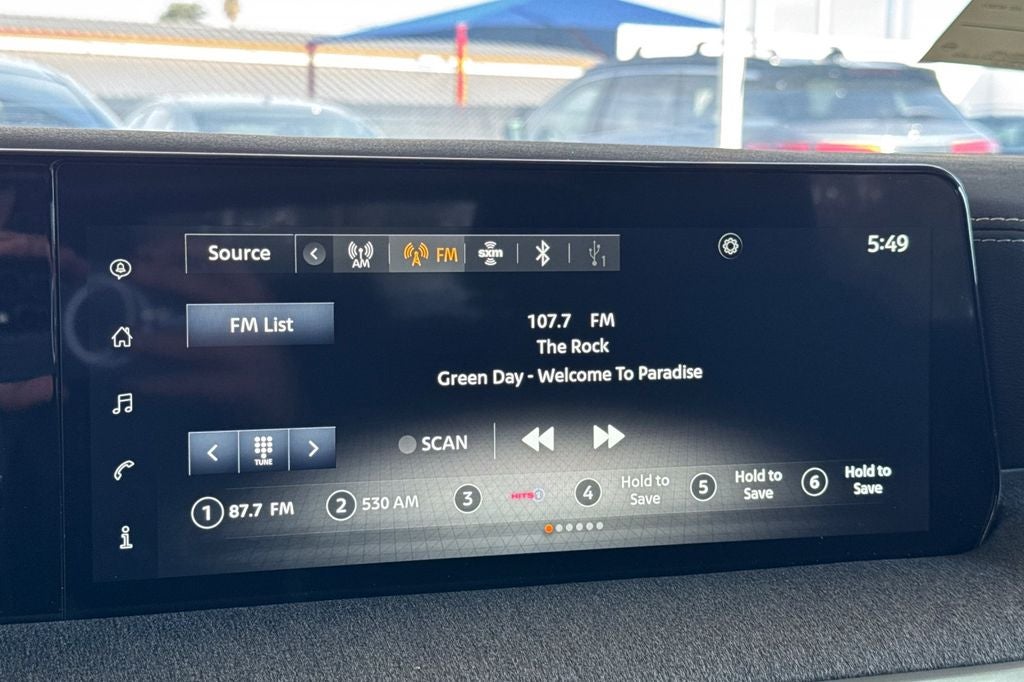 Source
AM
FM
sxm
1
5:49
FM List
107.7 FM
The Rock
Green Day - Welcome To Paradise
TUNE
SCAN
1 87.7 FM
2 530 AM
3 HITS1
4 Hold to
Save
5 Hold to
Save
6 Hold to
Save